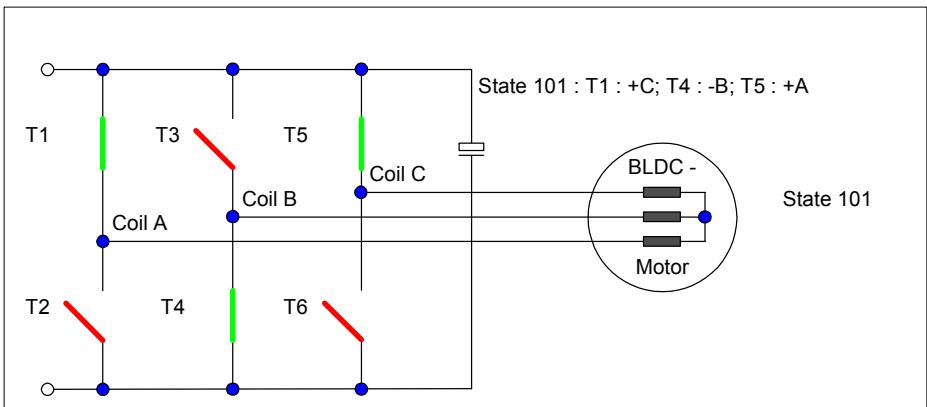 State 101 : T1 : +C; T4 : -B; T5 : +A
T1
T3
T5
Coil A
Coil B
Coil C
BLDC -
Motor
State 101
T2
T4
T6